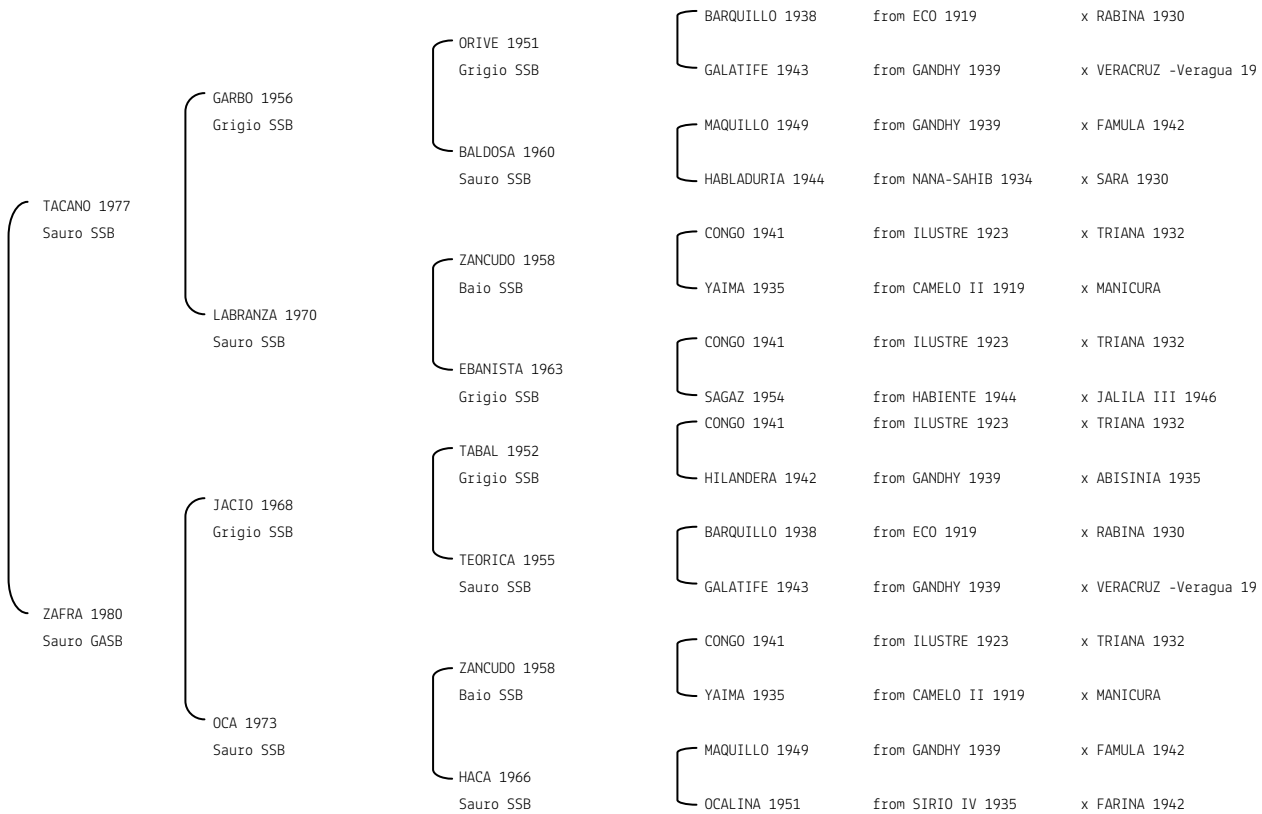 BARQUILLO 1938 from ECO 1919 x RABINA 1930
ORIVE 1951
Grigio SSB GALATIFE 1943 from GANDHY 1939 x VERACRUZ -Veragua 19
GARBO 1956
Grigio SSB MAQUILLO 1949 from GANDHY 1939 x FAMULA 1942
BALDOSA 1960
Sauro SSB HABLADURIA 1944 from NANA-SAHIB 1934 x SARA 1930
TACANO 1977
Sauro SSB CONGO 1941 from ILUSTRE 1923 x TRIANA 1932
ZANCUDO 1958
Baio SSB YAIMA 1935 from CAMELO II 1919 x MANICURA
LABRANZA 1970
Sauro SSB CONGO 1941 from ILUSTRE 1923 x TRIANA 1932
EBANISTA 1963
Grigio SSB SAGAZ 1954 from HABIENTE 1944 x JALILA III 1946
CONGO 1941 from ILUSTRE 1923 x TRIANA 1932
TABAL 1952
Grigio SSB HILANDERA 1942 from GANDHY 1939 x ABISINIA 1935
JACIO 1968
Grigio SSB BARQUILLO 1938 from ECO 1919 x RABINA 1930
TEORICA 1955
Sauro SSB GALATIFE 1943 from GANDHY 1939 x VERACRUZ -Veragua 19
ZAFRA 1980
Sauro GASB CONGO 1941 from ILUSTRE 1923 x TRIANA 1932
ZANCUDO 1958
Baio SSB YAIMA 1935 from CAMELO II 1919 x MANICURA
OCA 1973
Sauro SSB MAQUILLO 1949 from GANDHY 1939 x FAMULA 1942
HACA 1966
Sauro SSB OCALINA 1951 from SIRIO IV 1935 x FARINA 1942